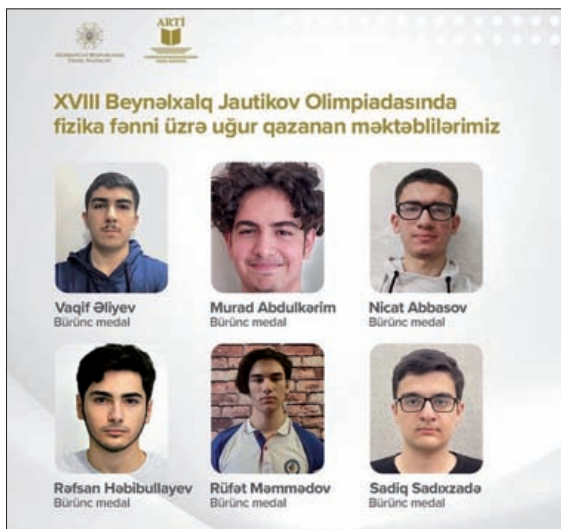 ARTİ
XVIII Beynəlxalq Jautikov Olimpiadasında
fizika fənni üzrə uğur qazanan məktəblilərimiz
Vaqif Əliyev
Bürünc medal
Murad Abdulkərim
Bürünc medal
Nicat Abbasov
Bürünc medal
Rəfsan Həbibullayev
Bürünc medal
Rüfət Məmmədov
Bürünc medal
Sadiq Sadıxzadə
Bürünc medal